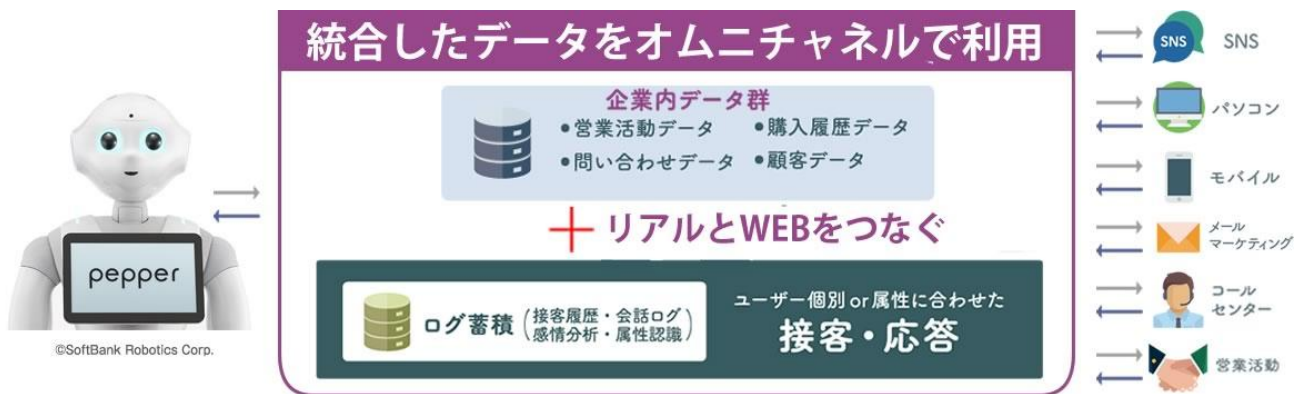 統合したデータをオムニチャネルで利用
企業内データ群
•営業活動データ •購入履歴データ
•問い合わせデータ •顧客データ
リアルとWEBをつなぐ
ログ蓄積(接客履歴・会話ログ
感情分析・属性認識)
ユーザー個別or属性に合わせた
接客・応答
pepper
©SoftBank Robotics Corp.
SNS SNS
パソコン
モバイル
メール
マーケティング
コール
センター
営業活動